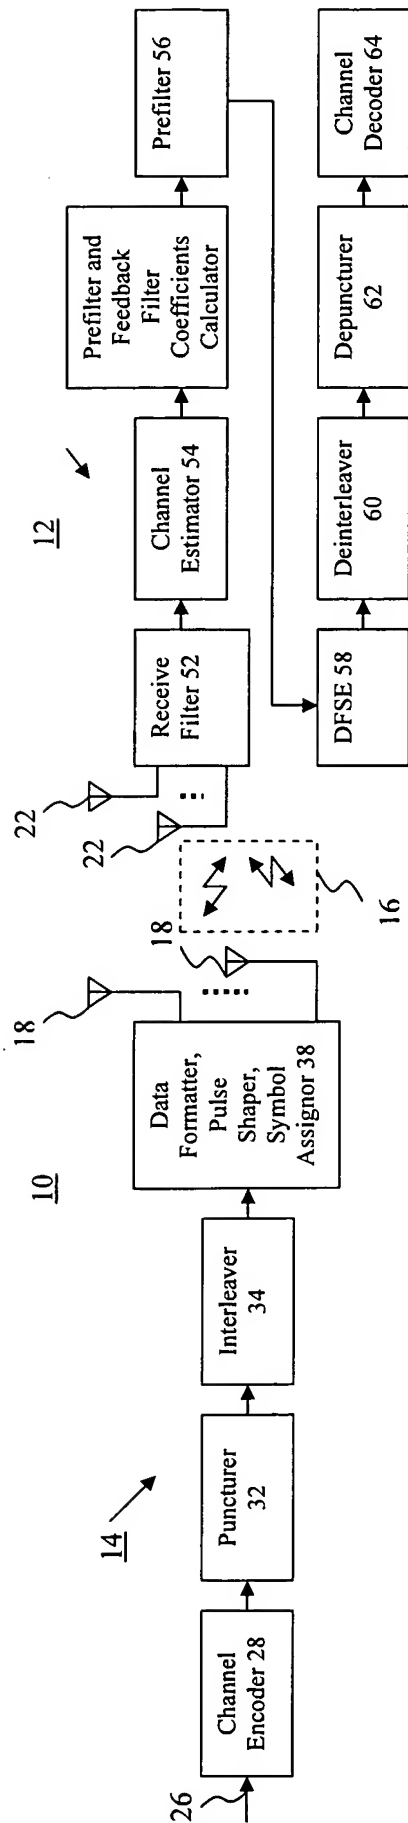 10
14
26
Channel
Encoder 28
Puncturer
32
Interleaver
34
Data
Formatter,
Pulse
Shaper,
Symbol
Assignor 38
18
18
16
12
22
22
Receive
Filter 52
Channel
Estimator 54
Prefilter and
Feedback
Filter
Coefficients
Calculator
Prefilter 56
DFSE 58
Deinterleaver
60
Depuncturer
62
Channel
Decoder 64